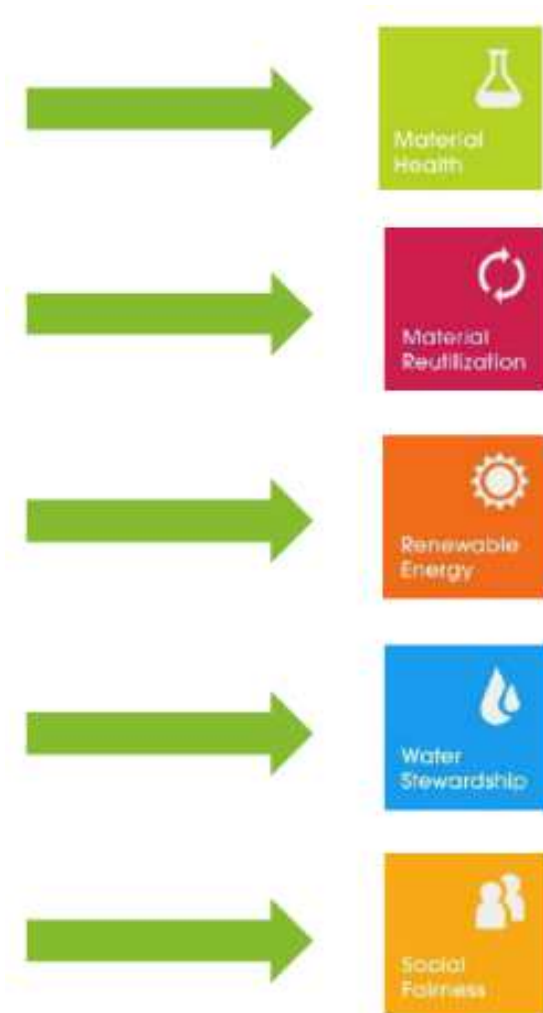 Material
Health
Material
Reutilization
Renewable
Energy
Water
Stewardship
Social
Fairness